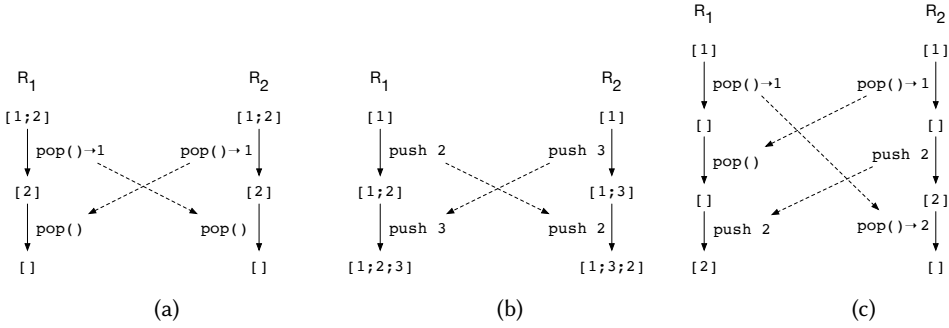 R1 R2
[1;2] [1;2]
pop()→1 pop()→1
[2] [2]
pop() pop()
[] []
(a)
R1 R2
[1] [1]
push 2 push 3
[1;2] [1;3]
push 3 push 2
[1;2;3] [1;3;2]
(b)
R1 R2
[1] [1]
pop()→1 pop()→1
[] []
pop() push 2
[] [2]
push 2 pop()→2
[2] []
(c)